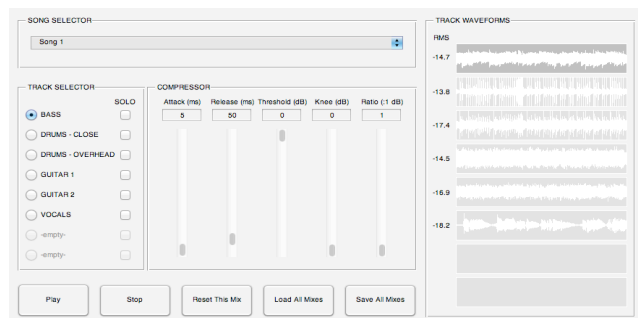 SONG SELECTOR
Song 1
TRACK SELECTOR
SOLO
BASS
DRUMS - CLOSE
DRUMS - OVERHEAD
GUITAR 1
GUITAR 2
VOCALS
-empty-
-empty-
COMPRESSOR
Attack (ms) Release (ms) Threshold (dB) Knee (dB) Ratio (:1 dB)
5 50 0 0 1
TRACK WAVEFORMS
RMS
-14.7
-13.8
-17.4
-14.5
-16.9
-18.2
Play Stop Reset This Mix Load All Mixes Save All Mixes